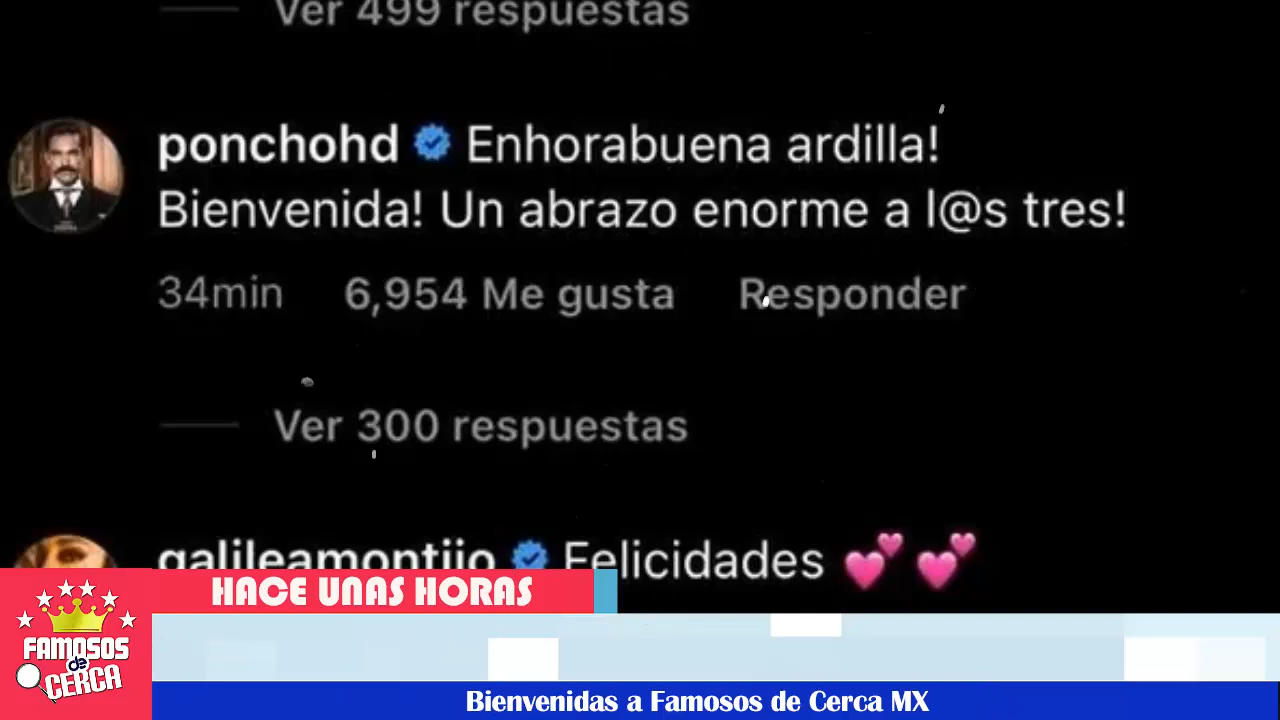 Ver 499 respuestas
ponchohd Enhorabuena ardilla!
Bienvenida! Un abrazo enorme a l@s tres!
34min 6,954 Me gusta Responder
Ver 300 respuestas
galileamontijo Felicidades 💕 💕
HACE UNAS HORAS
FAMOSOS
de
CERCA
Bienvenidas a Famosos de Cerca MX